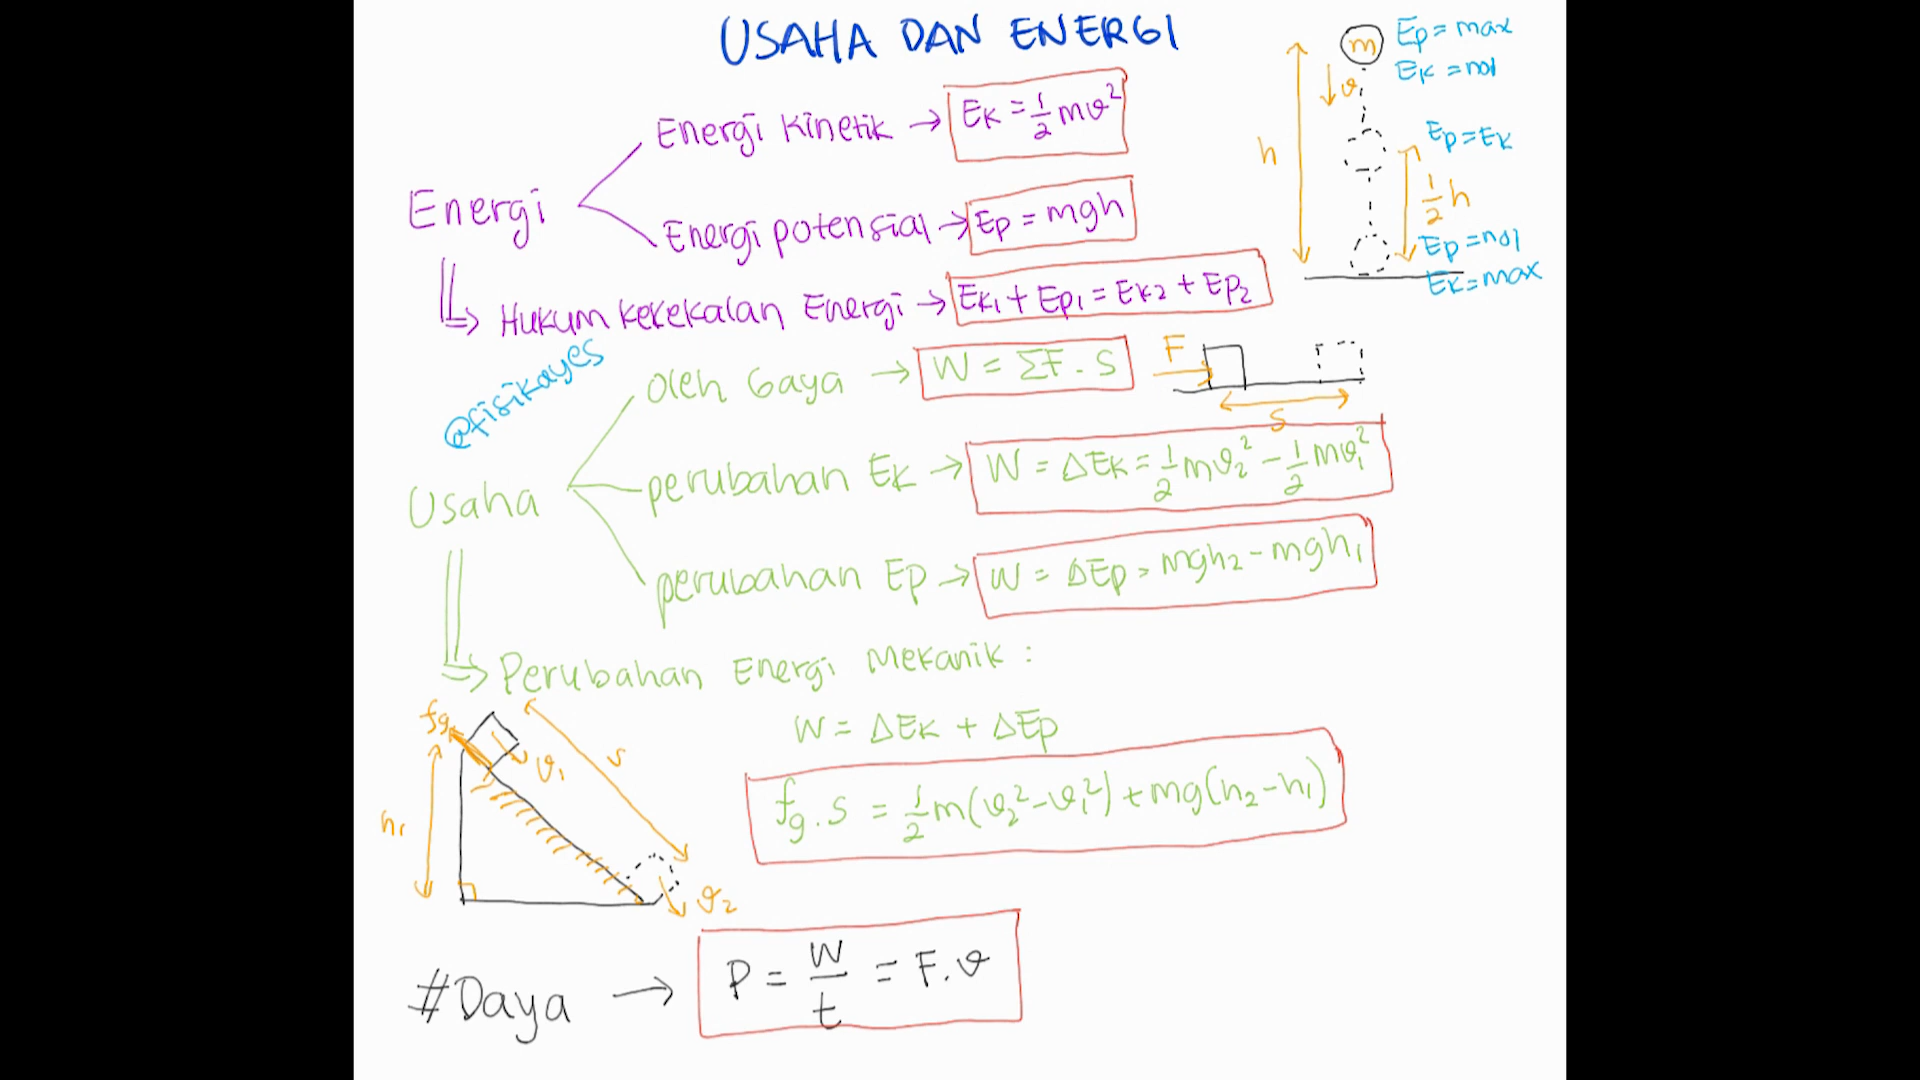 USAHA DAN ENERGI
Energi
Energi Kinetik → Ek = 1/2 mv²
Energi potensial → Ep = mgh
Hukum kekekalan Energi → Ek₁ + Ep₁ = Ek₂ + Ep₂
m
Ep = max
Ek = nol
v
h
Ep = Ek
1/2 h
Ep = nol
Ek = max
@fisikayes
Usaha
oleh Gaya → W = ΣF . S
F
S
perubahan Ek → W = ΔEk = 1/2 mv₂² - 1/2 mv₁²
perubahan Ep → W = ΔEp = mgh₂ - mgh₁
Perubahan Energi Mekanik :
W = ΔEk + ΔEp
fg . S = 1/2 m(v₂² - v₁²) + mg(h₂ - h₁)
fg
v₁
s
h₁
v₂
#Daya → P = W/t = F . v